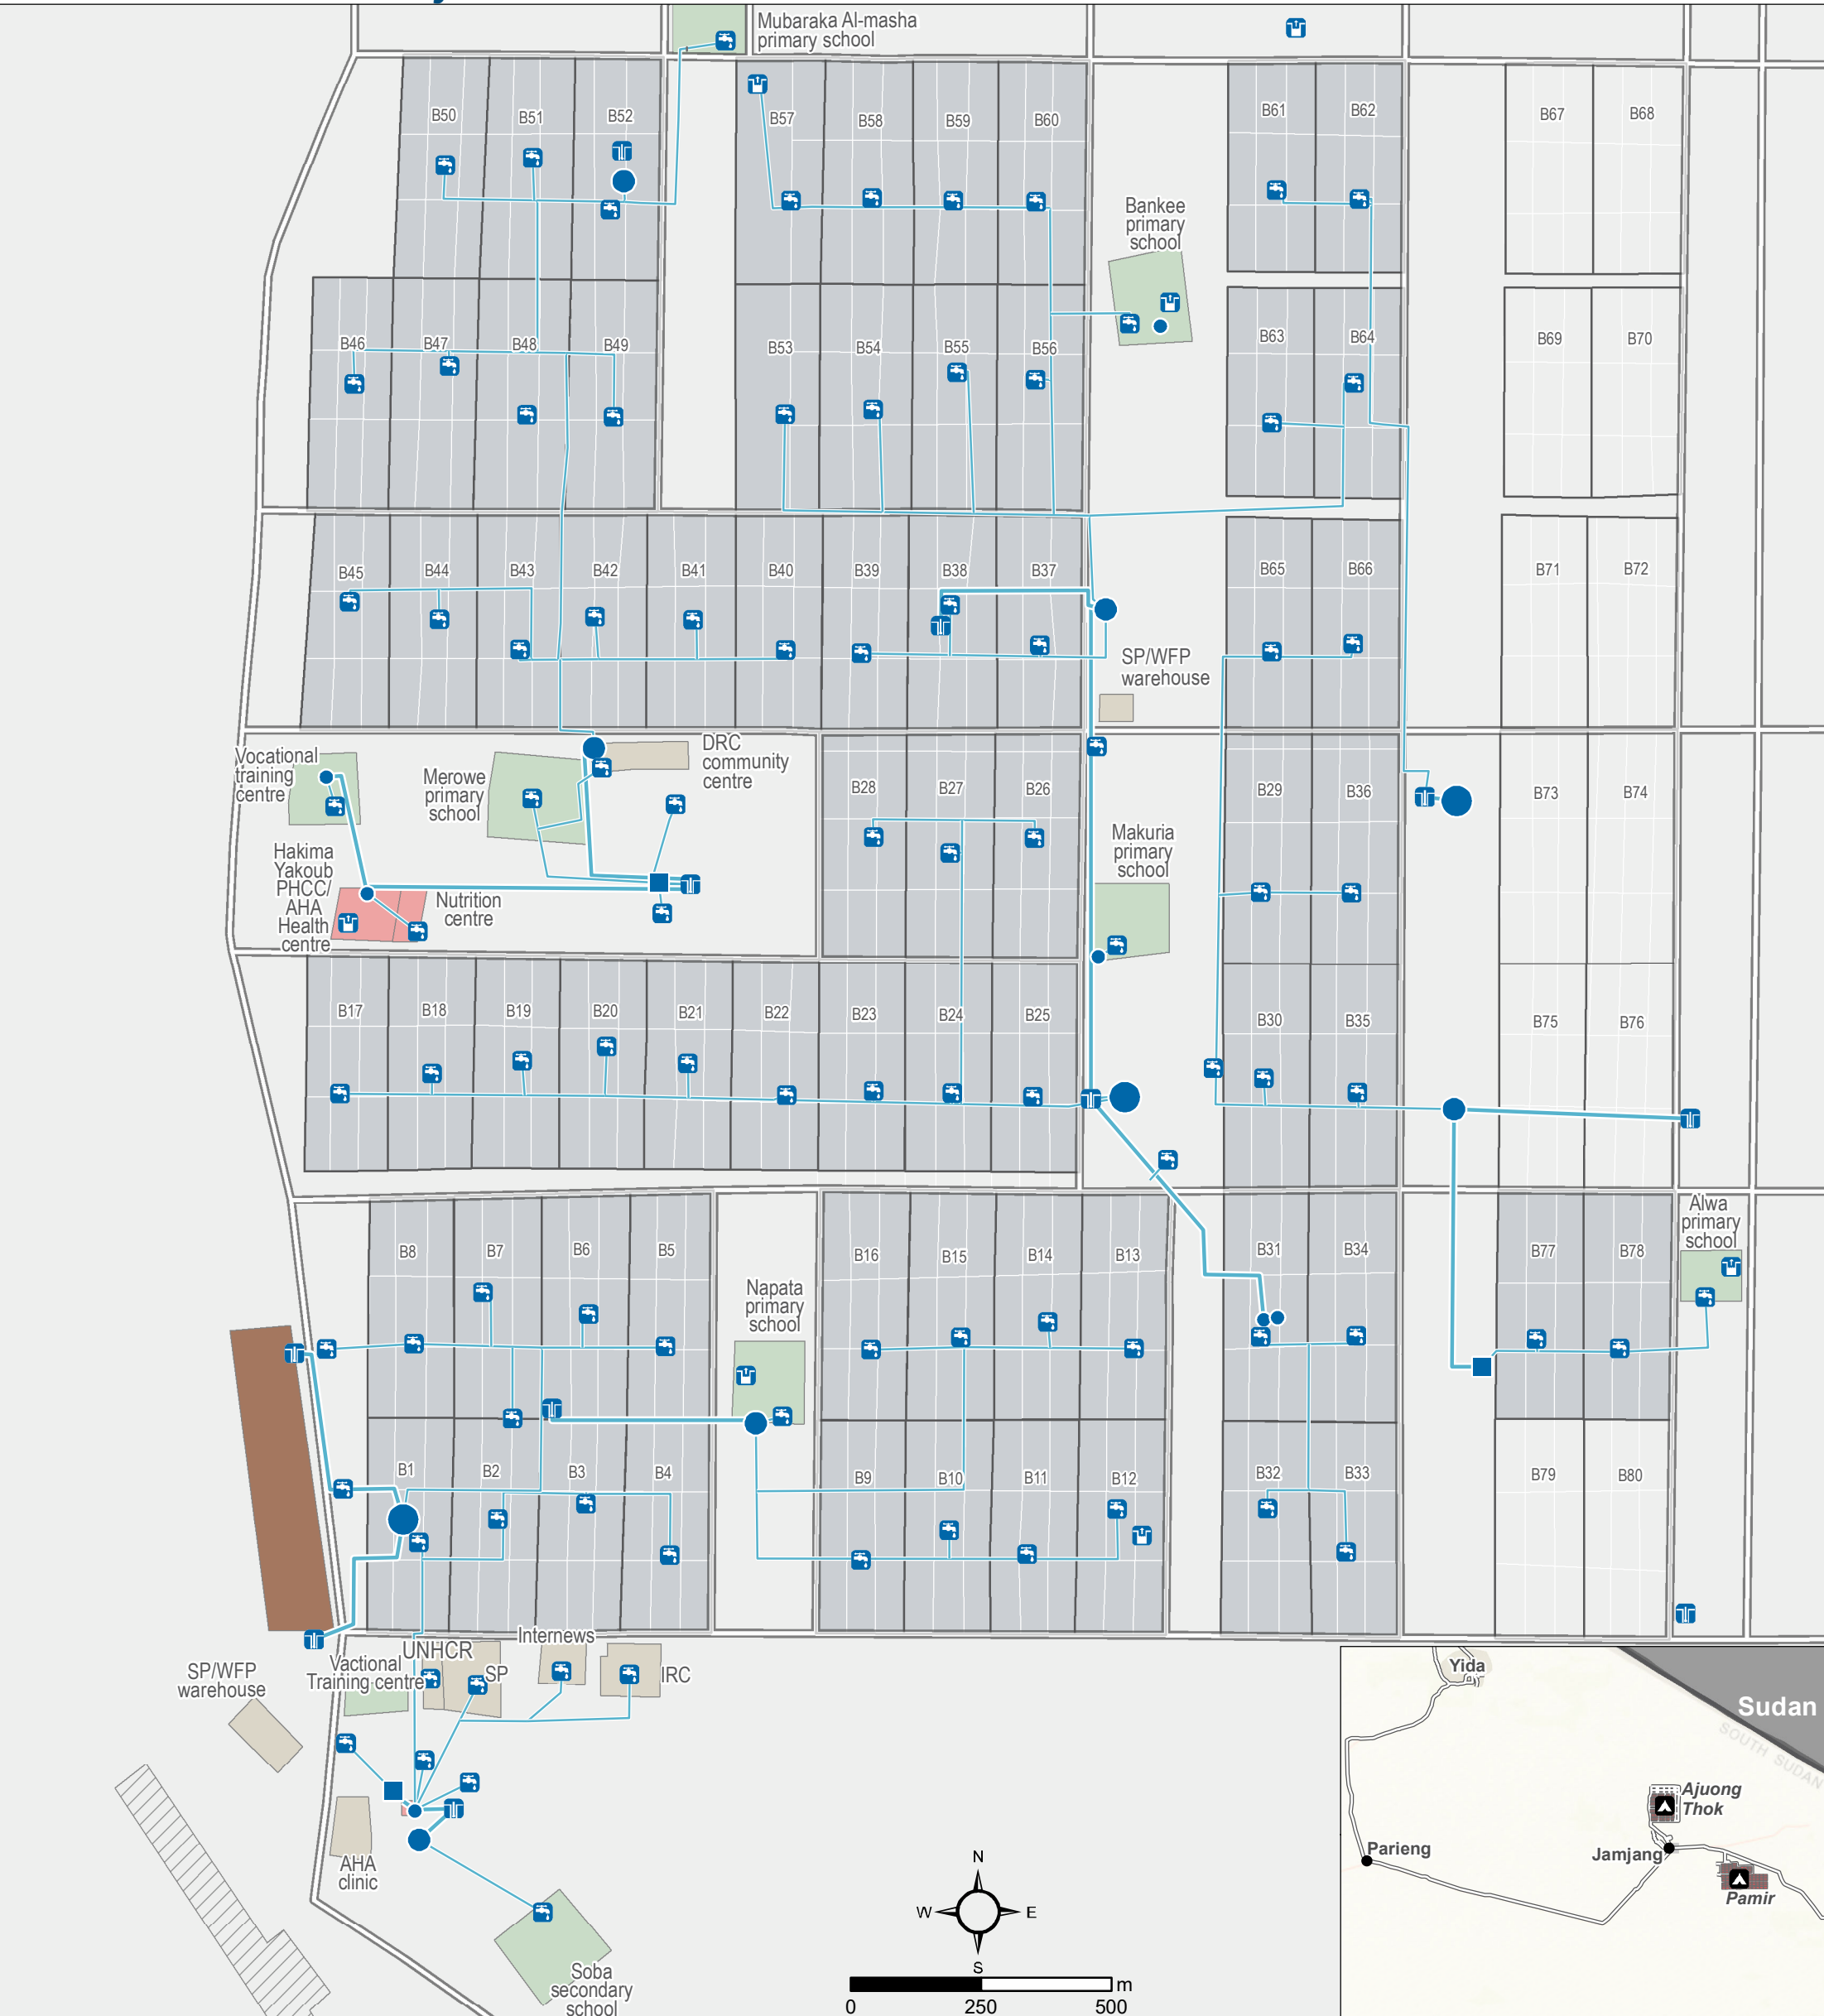 Mubaraka Al-masha
primary school
B50
B51
B52
B57
B58
B59
B60
B61
B62
B67
B68
Bankee
primary
school
B46
B47
B48
B49
B53
B54
B55
B56
B63
B64
B69
B70
B45
B44
B43
B42
B41
B40
B39
B38
B37
B65
B66
B71
B72
SP/WFP
warehouse
Vocational
training
centre
Merowe
primary
school
DRC
community
centre
B28
B27
B26
B29
B36
B73
B74
Makuria
primary
school
Hakima
Yakoub
PHCC/
AHA
Health
centre
Nutrition
centre
B17
B18
B19
B20
B21
B22
B23
B24
B25
B30
B35
B75
B76
Alwa
primary
school
B8
B7
B6
B5
B16
B15
B14
B13
B31
B34
B77
B78
Napata
primary
school
B1
B2
B3
B4
B9
B10
B11
B12
B32
B33
B79
B80
SP/WFP
warehouse
Vactional
Training centre
UNHCR
SP
Internews
IRC
AHA
clinic
Soba
secondary
school
N
W
E
S
m
0
250
500
Yida
Sudan
SOUTH SUDAN
Ajuong
Thok
Parieng
Jamjang
Pamir